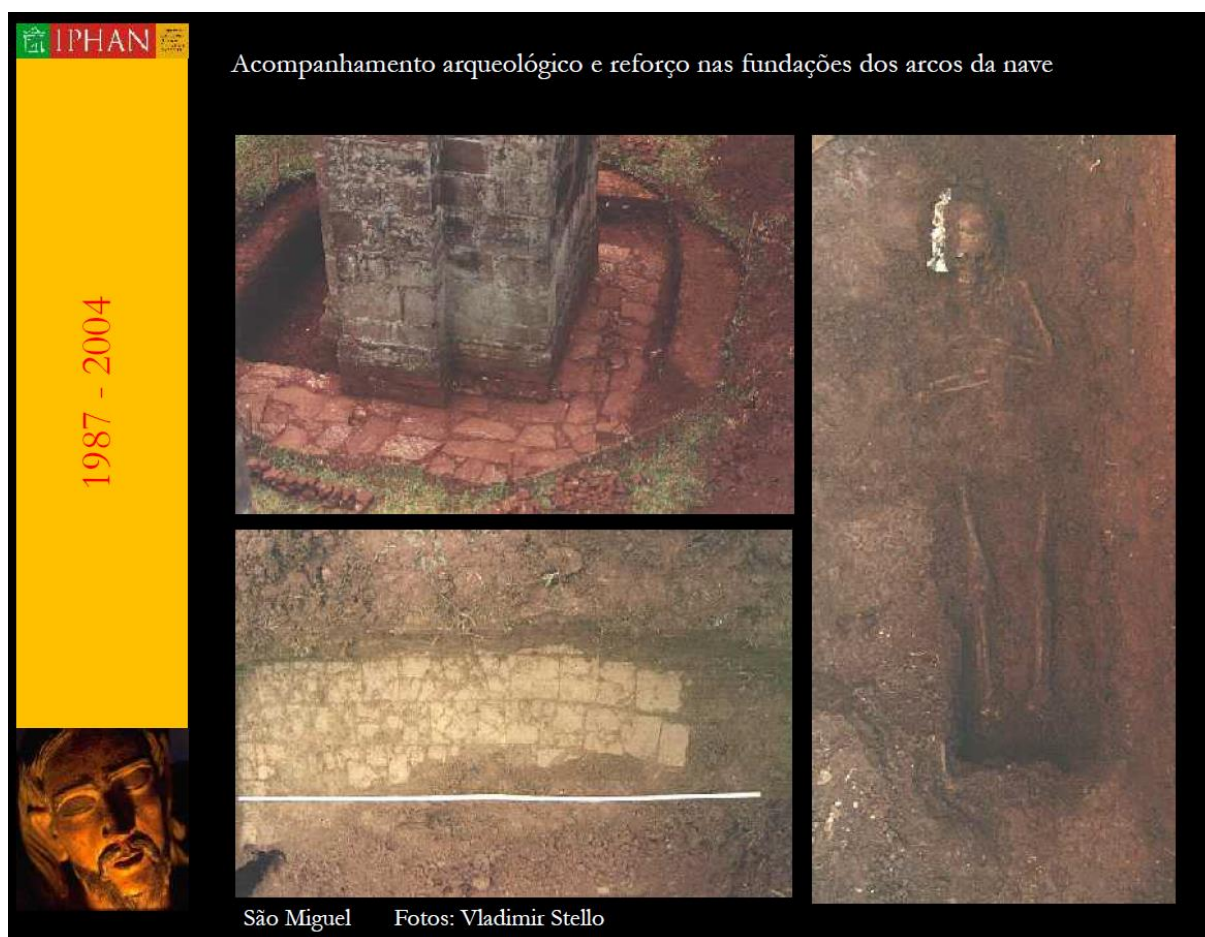 IPHAN
Acompanhamento arqueológico e reforço nas fundações dos arcos da nave
1987 - 2004
São Miguel Fotos: Vladimir Stello